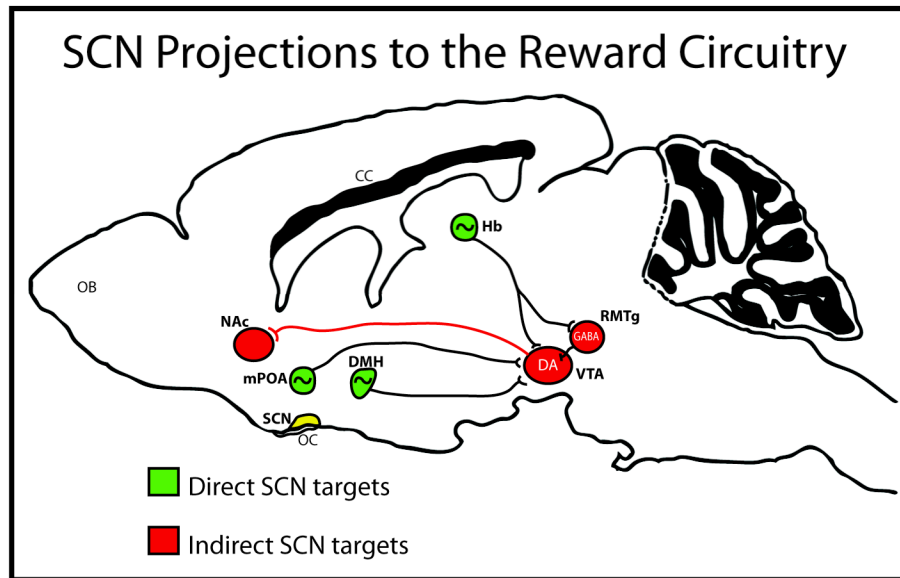 SCN Projections to the Reward Circuitry
CC
Hb
OB
NAc
RMTg
GABA
DMH
DA
mPOA
VTA
SCN
OC
Direct SCN targets
Indirect SCN targets